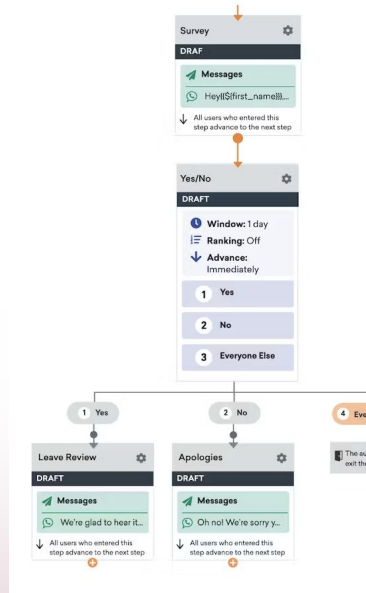 Survey
DRAF
Messages
Hey{{${first_name}}},...
All users who entered this
step advance to the next step
Yes/No
DRAFT
Window: 1 day
Ranking: Off
Advance:
Immediately
1 Yes
2 No
3 Everyone Else
1 Yes
2 No
4 Eve
Leave Review
DRAFT
Messages
We're glad to hear it...
All users who entered this
step advance to the next step
Apologies
DRAFT
Messages
Oh no! We're sorry y...
All users who entered this
step advance to the next step
The au
exit the